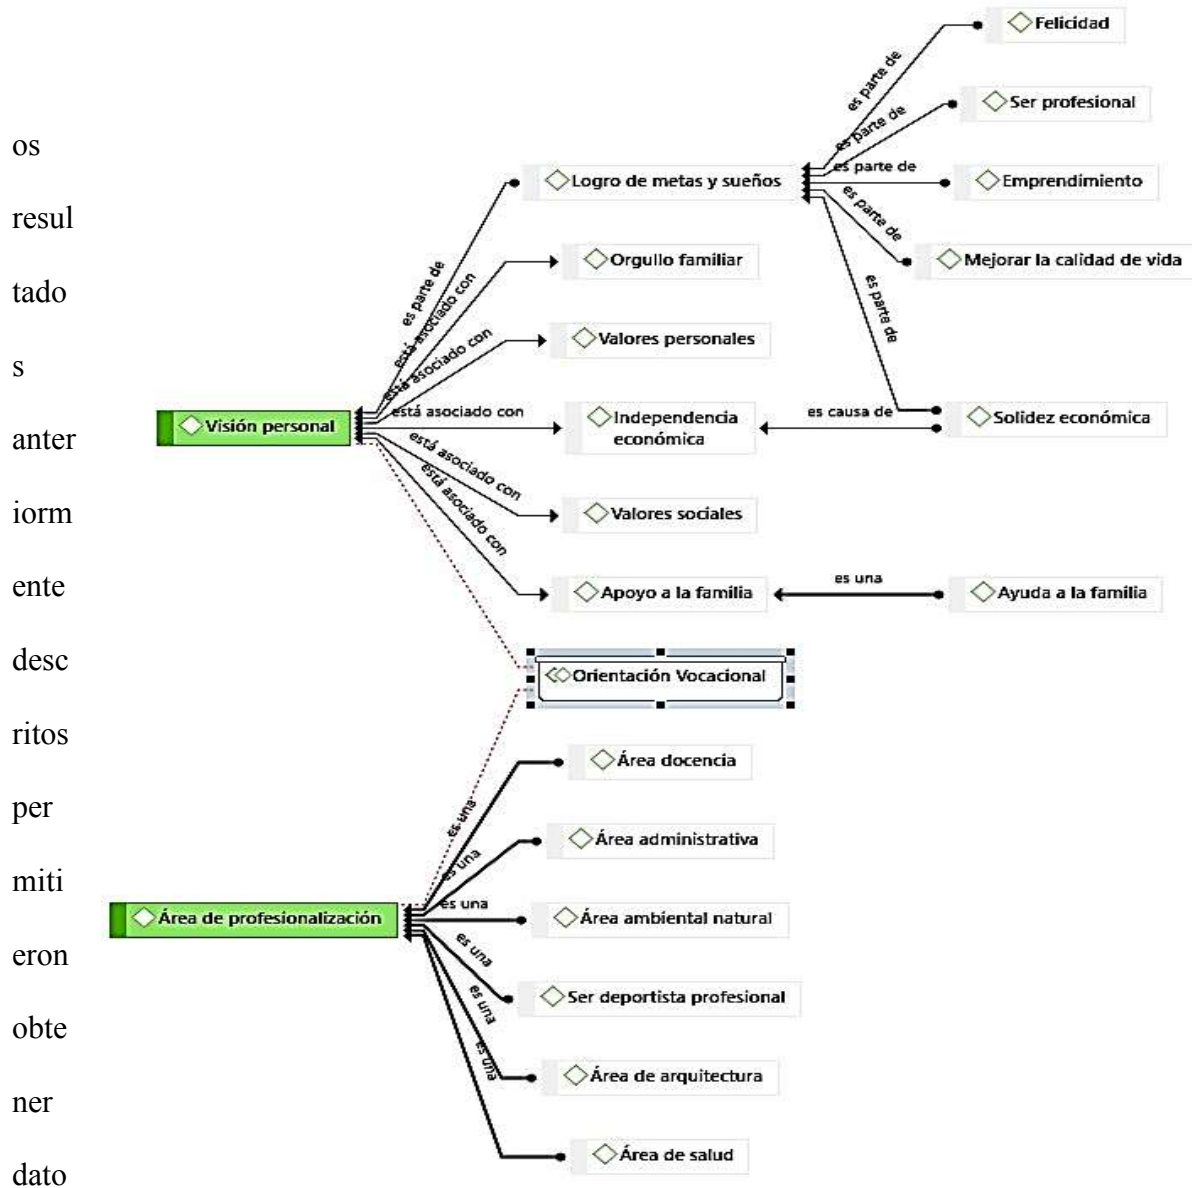 Felicidad
es parte de
Ser profesional
es parte de
os
es parte de
Logro de metas y sueños
Emprendimiento
resul
es parte de
Orgullo familiar
Mejorar la calidad de vida
es parte de
está asociado con
es parte de
tado
Valores personales
está asociado con
s
Visión personal
está asociado con
Independencia
económica
es causa de
Solidez económica
anter
está asociado con
iorm
Valores sociales
está asociado con
ente
Apoyo a la familia
es una
Ayuda a la familia
desc
Orientación Vocacional
ritos
Área docencia
es una
per
Área administrativa
es una
miti
Área de profesionalización
es una
Área ambiental natural
eron
es una
Ser deportista profesional
es una
obte
es una
Área de arquitectura
ner
Área de salud
dato